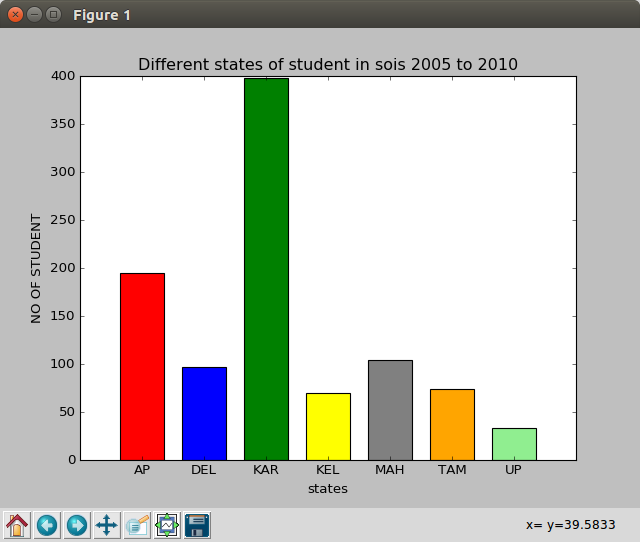 Figure 1
Different states of student in sois 2005 to 2010
400
350
300
250
200
150
100
50
0
NO OF STUDENT
AP DEL KAR KEL MAH TAM UP
states
x= y=39.5833